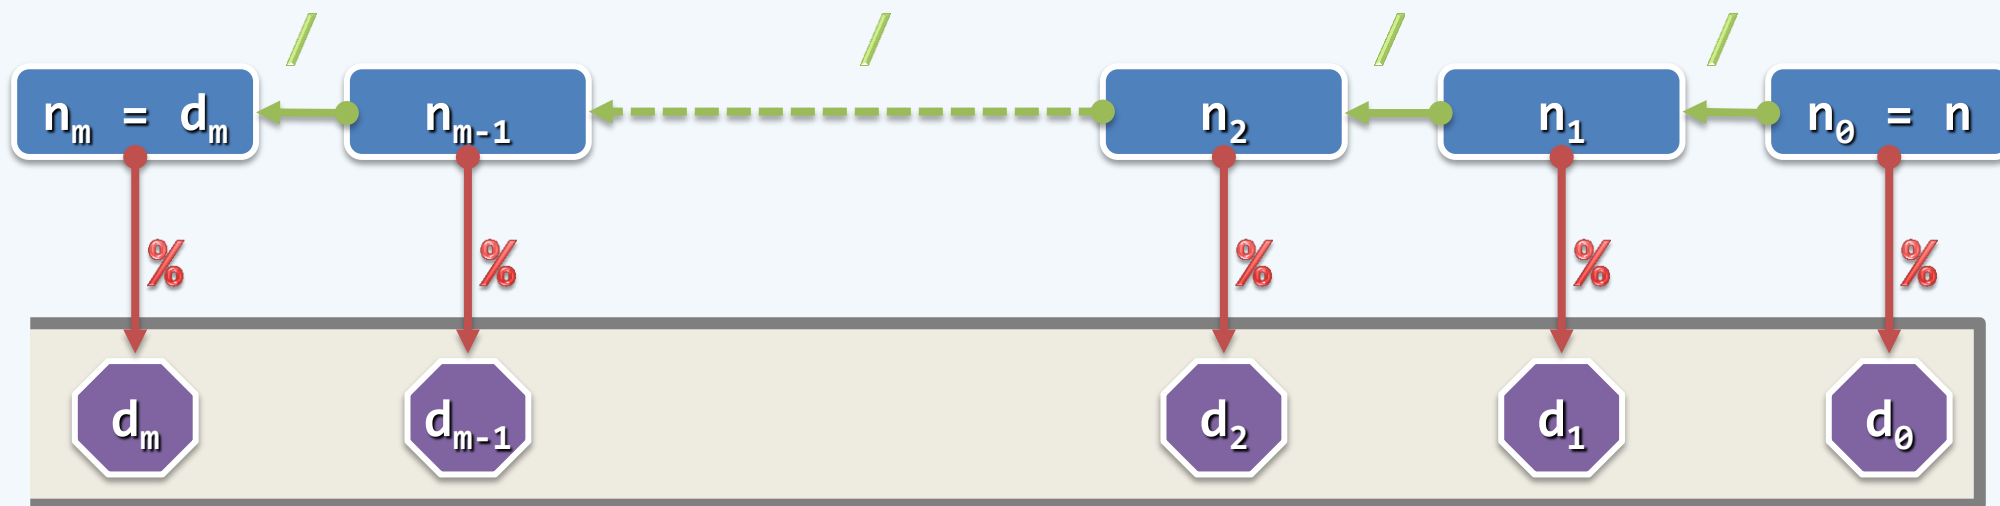 / / / /
nₘ = dₘ nₘ₋₁ n₂ n₁ n₀ = n
% % % % %
dₘ dₘ₋₁ d₂ d₁ d₀